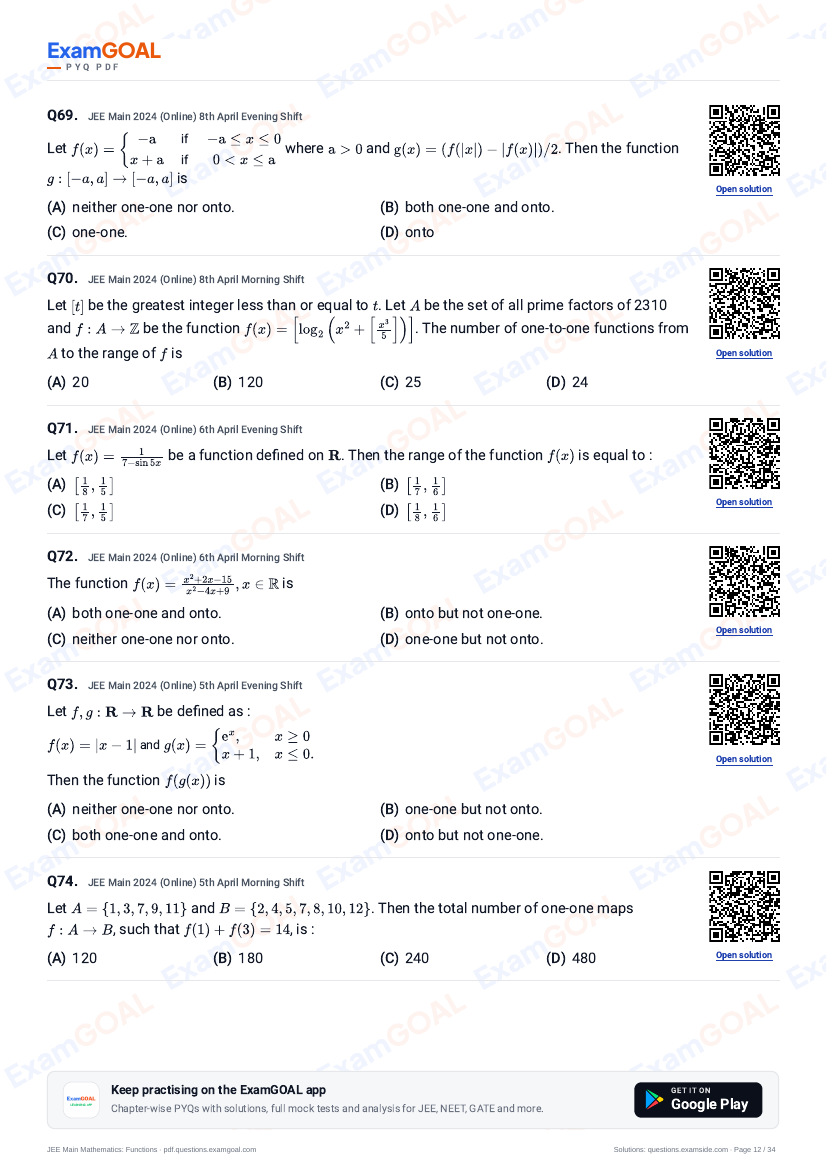 ExamGOAL
PYQ PDF
Q69. JEE Main 2024 (Online) 8th April Evening Shift
Let f(x) = { −a if −a ≤ x ≤ 0
x + a if 0 < x ≤ a where a > 0 and g(x) = (f(|x|) − |f(x)|)/2. Then the function
g : [−a, a] → [−a, a] is
(A) neither one-one nor onto. (B) both one-one and onto.
(C) one-one. (D) onto
Open solution
Q70. JEE Main 2024 (Online) 8th April Morning Shift
Let [t] be the greatest integer less than or equal to t. Let A be the set of all prime factors of 2310
and f : A → ℤ be the function f(x) = [log₂ (x² + [x³/5])]. The number of one-to-one functions from
A to the range of f is
(A) 20 (B) 120 (C) 25 (D) 24
Open solution
Q71. JEE Main 2024 (Online) 6th April Evening Shift
Let f(x) = 1/(7−sin 5x) be a function defined on R. Then the range of the function f(x) is equal to :
(A) [1/8, 1/5] (B) [1/7, 1/6]
(C) [1/7, 1/5] (D) [1/8, 1/6]
Open solution
Q72. JEE Main 2024 (Online) 6th April Morning Shift
The function f(x) = (x²+2x−15)/(x²−4x+9), x ∈ ℝ is
(A) both one-one and onto. (B) onto but not one-one.
(C) neither one-one nor onto. (D) one-one but not onto.
Open solution
Q73. JEE Main 2024 (Online) 5th April Evening Shift
Let f, g : R → R be defined as :
f(x) = |x − 1| and g(x) = { eˣ, x ≥ 0
x + 1, x ≤ 0.
Then the function f(g(x)) is
(A) neither one-one nor onto. (B) one-one but not onto.
(C) both one-one and onto. (D) onto but not one-one.
Open solution
Q74. JEE Main 2024 (Online) 5th April Morning Shift
Let A = {1, 3, 7, 9, 11} and B = {2, 4, 5, 7, 8, 10, 12}. Then the total number of one-one maps
f : A → B, such that f(1) + f(3) = 14, is :
(A) 120 (B) 180 (C) 240 (D) 480
Open solution
ExamGOAL
Keep practising on the ExamGOAL app
Chapter-wise PYQs with solutions, full mock tests and analysis for JEE, NEET, GATE and more.
GET IT ON
Google Play
JEE Main Mathematics: Functions · pdf.questions.examgoal.com
Solutions: questions.examside.com · Page 12 / 34